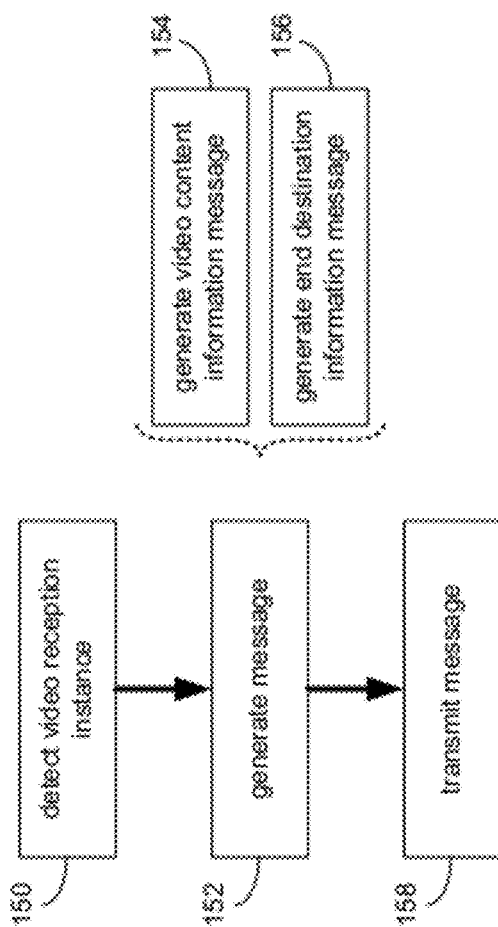 150
detect video reception
instance
152
generate message
158
transmit message
generate video content
information message
154
generate end destination
information message
156